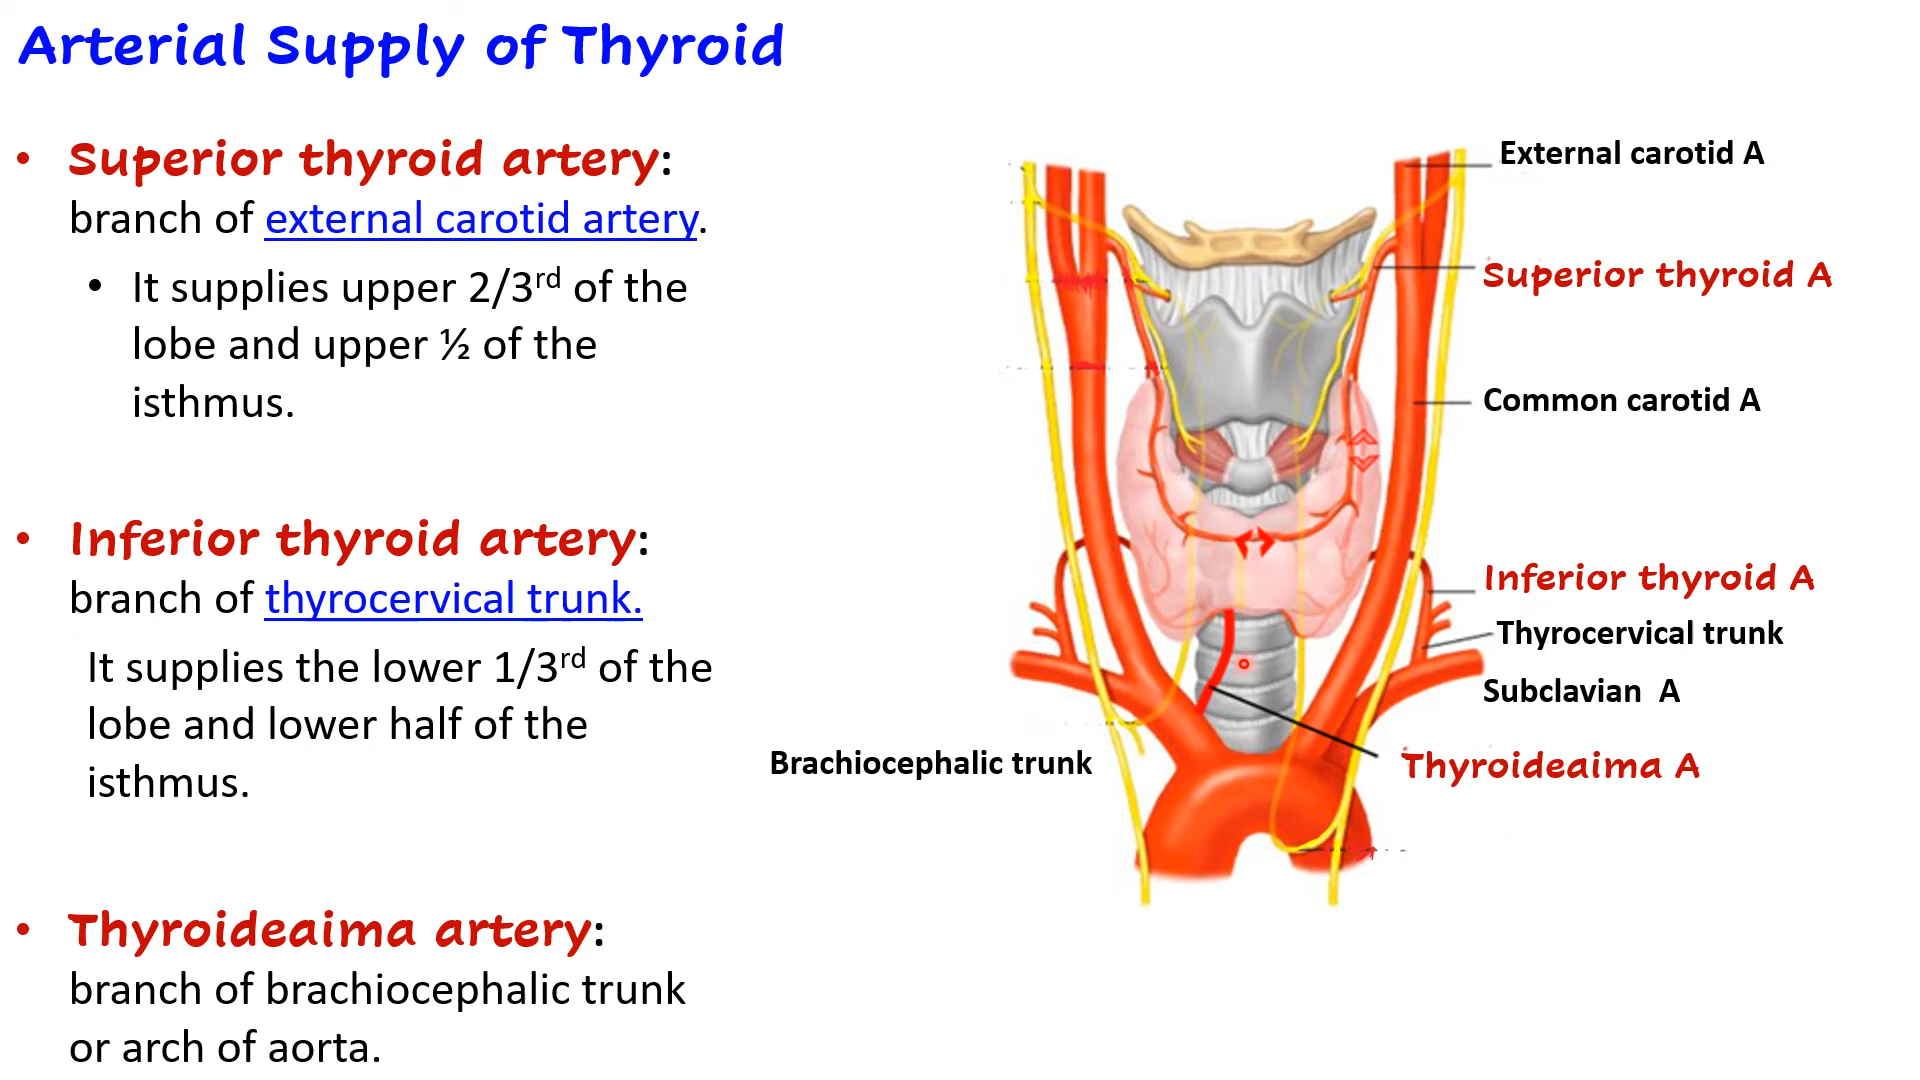 Arterial Supply of Thyroid
• Superior thyroid artery:
branch of external carotid artery.
• It supplies upper 2/3rd of the
lobe and upper ½ of the
isthmus.
• Inferior thyroid artery:
branch of thyrocervical trunk.
It supplies the lower 1/3rd of the
lobe and lower half of the
isthmus.
• Thyroideaima artery:
branch of brachiocephalic trunk
or arch of aorta.
External carotid A
Superior thyroid A
Common carotid A
Inferior thyroid A
Thyrocervical trunk
Subclavian A
Brachiocephalic trunk
Thyroideaima A